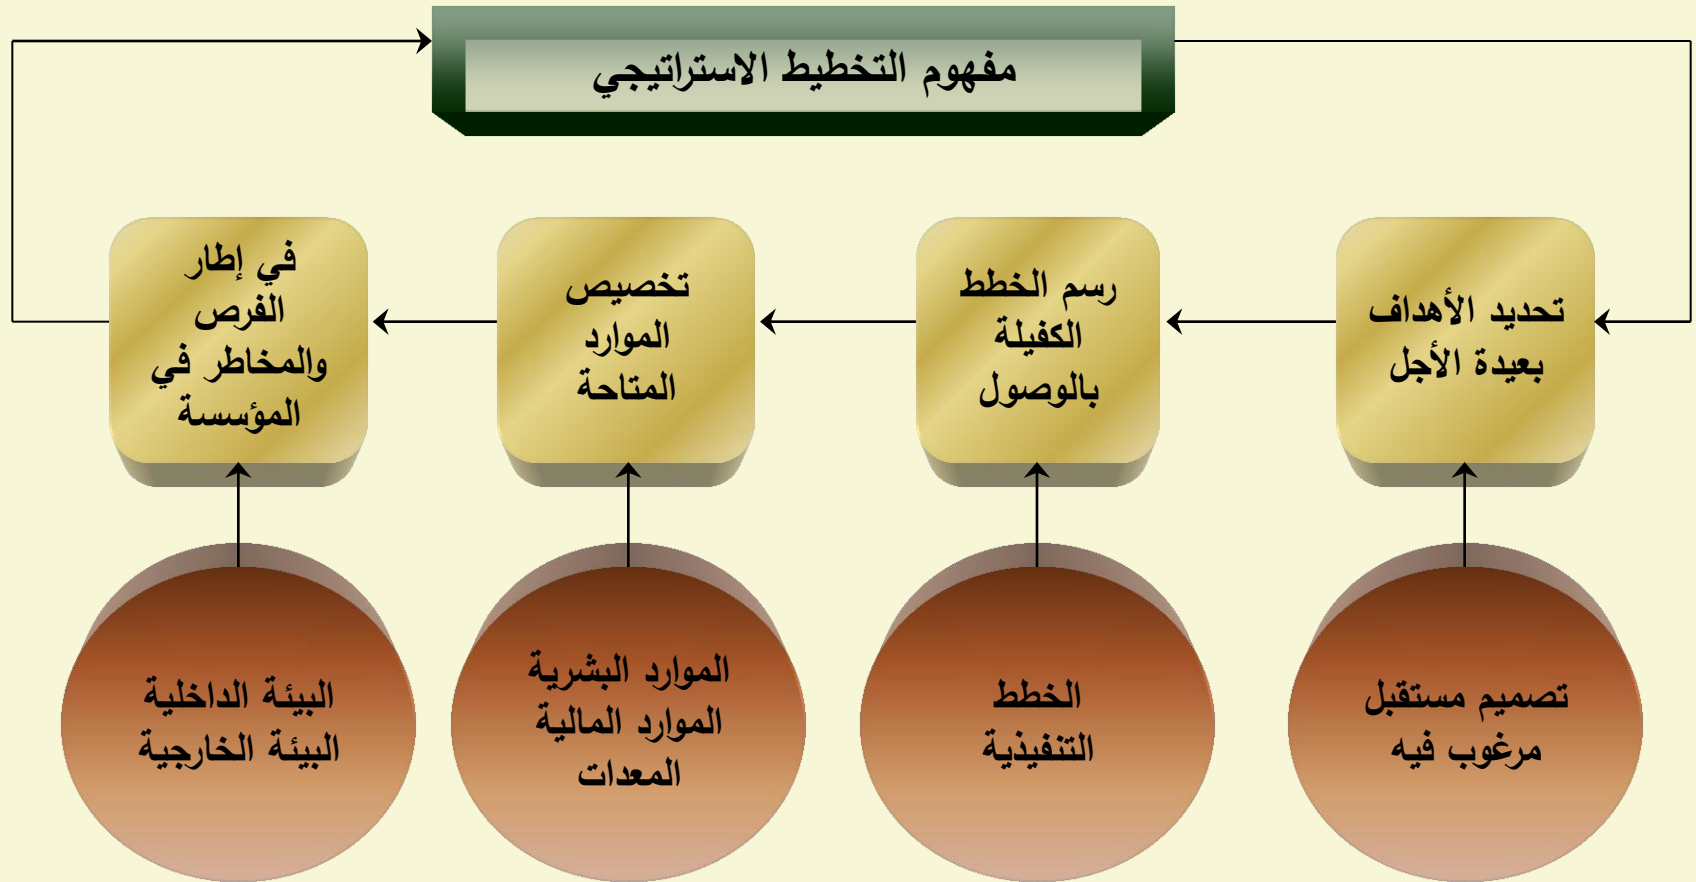 مفهوم التخطيط الاستراتيجي
تحديد الأهداف
بعيدة الأجل
رسم الخطط
الكفيلة
بالوصول
تخصيص
الموارد
المتاحة
في إطار
الفرص
والمخاطر في
المؤسسة
تصميم مستقبل
مرغوب فيه
الخطط
التنفيذية
الموارد البشرية
الموارد المالية
المعدات
البيئة الداخلية
البيئة الخارجية